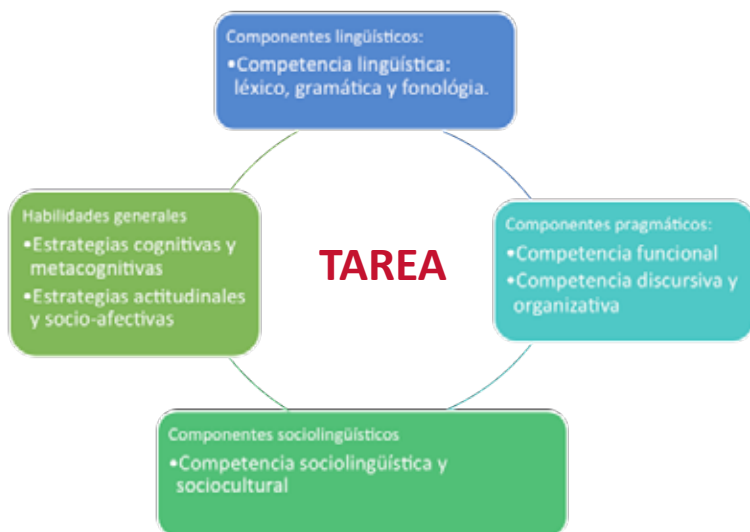 Componentes lingüísticos:
•Competencia lingüística:
léxico, gramática y fonológia.
Habilidades generales
•Estrategias cognitivas y
metacognitivas
•Estrategias actitudinales
y socio-afectivas
TAREA
Componentes pragmáticos:
•Competencia funcional
•Competencia discursiva y
organizativa
Componentes sociolingüísticos
•Competencia sociolingüística y
sociocultural